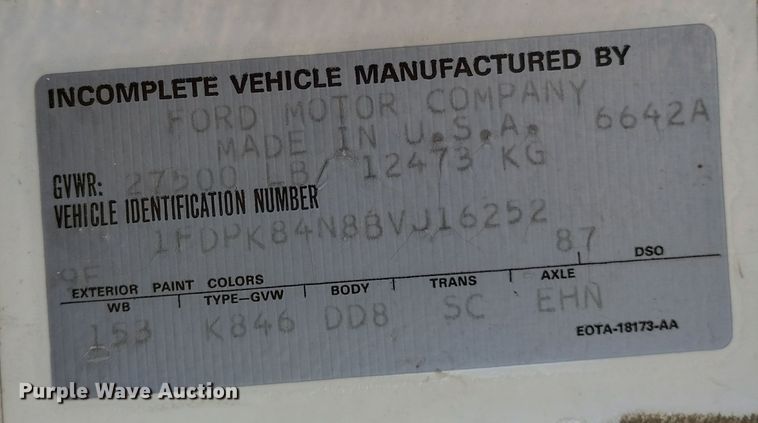 INCOMPLETE VEHICLE MANUFACTURED BY
FORD MOTOR COMPANY
MADE IN U.S.A. 6642A
GVWR: 27500 LB/ 12473 KG
VEHICLE IDENTIFICATION NUMBER
1FDPK84N8BVJ16252
9E 87
EXTERIOR PAINT COLORS DSO
WB TYPE-GVW BODY TRANS AXLE
153 K846 DD8 SC EHN
EOTA-18173-AA
Purple Wave Auction